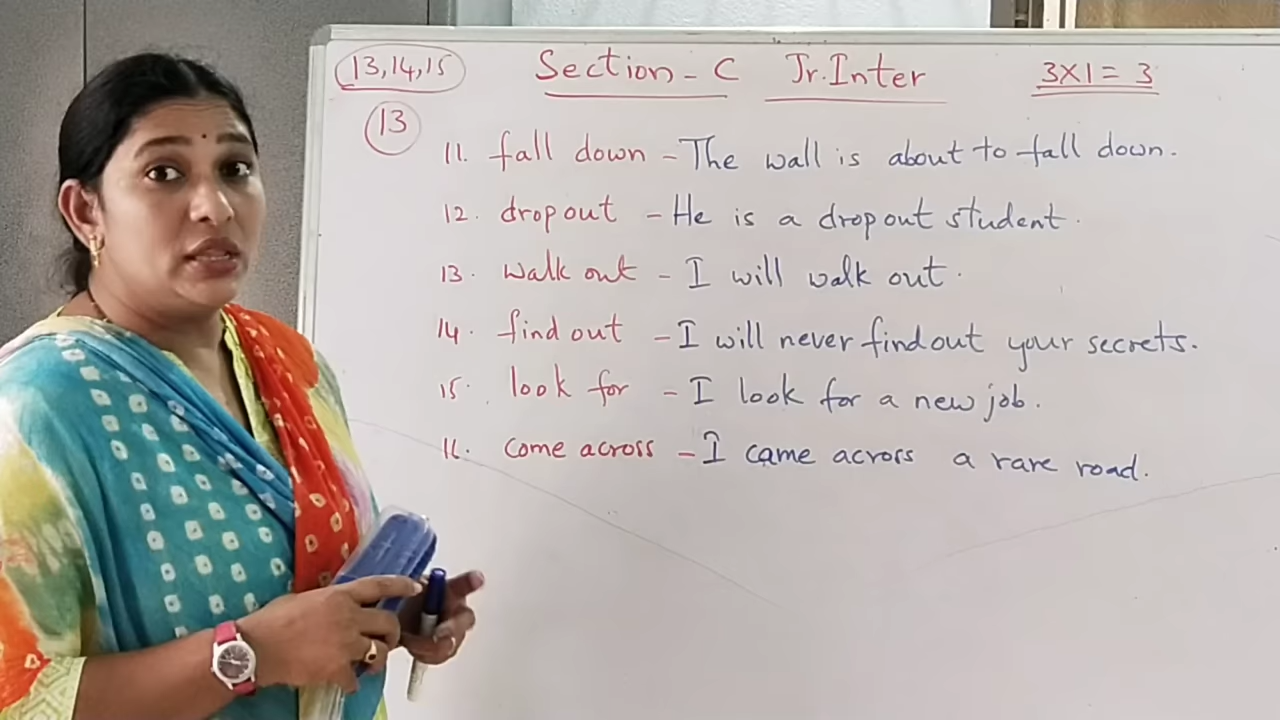 13,14,15 Section - C Jr.Inter 3X1=3
13
11. fall down - The wall is about to fall down.
12. drop out - He is a drop out student.
13. walk out - I will walk out.
14. find out - I will never find out your secrets.
15. look for - I look for a new job.
16. come across - I came across a rare road.